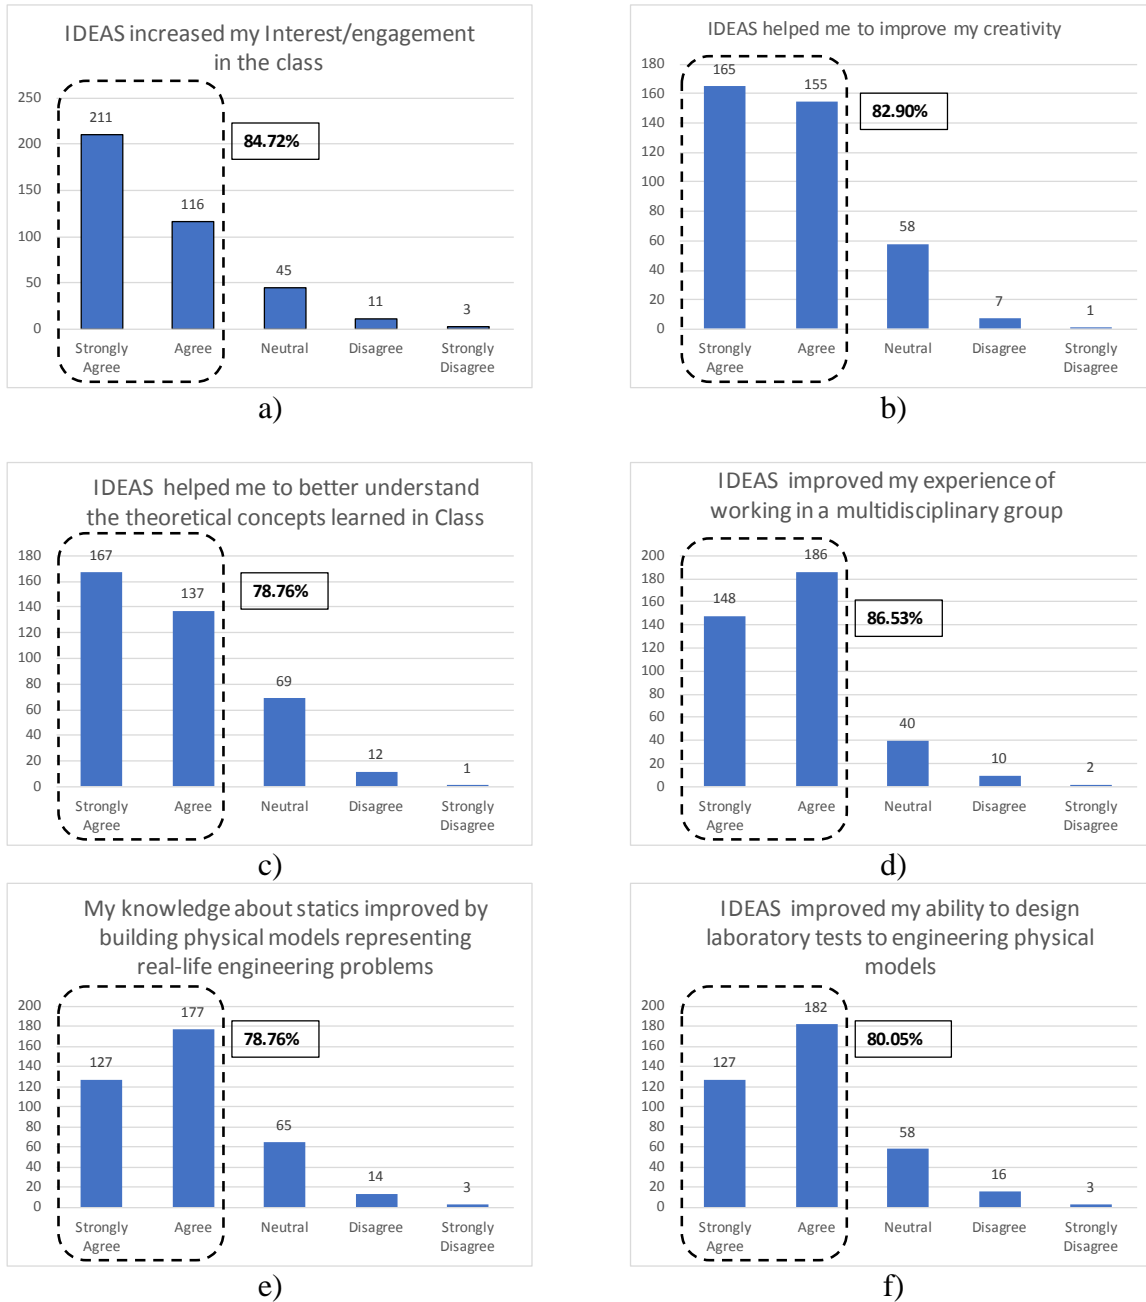 IDEAS increased my Interest/engagement
in the class
250
200
150
100
50
0
211
116
45
11
3
84.72%
Strongly
Agree
Agree
Neutral
Disagree
Strongly
Disagree
a)
IDEAS helped me to improve my creativity
180
160
140
120
100
80
60
40
20
0
165
155
58
7
1
82.90%
Strongly
Agree
Agree
Neutral
Disagree
Strongly
Disagree
b)
IDEAS helped me to better understand
the theoretical concepts learned in Class
180
160
140
120
100
80
60
40
20
0
167
137
69
12
1
78.76%
Strongly
Agree
Agree
Neutral
Disagree
Strongly
Disagree
c)
IDEAS improved my experience of
working in a multidisciplinary group
200
180
160
140
120
100
80
60
40
20
0
148
186
40
10
2
86.53%
Strongly
Agree
Agree
Neutral
Disagree
Strongly
Disagree
d)
My knowledge about statics improved by
building physical models representing
real-life engineering problems
200
180
160
140
120
100
80
60
40
20
0
127
177
65
14
3
78.76%
Strongly
Agree
Agree
Neutral
Disagree
Strongly
Disagree
e)
IDEAS improved my ability to design
laboratory tests to engineering physical
models
200
180
160
140
120
100
80
60
40
20
0
127
182
58
16
3
80.05%
Strongly
Agree
Agree
Neutral
Disagree
Strongly
Disagree
f)